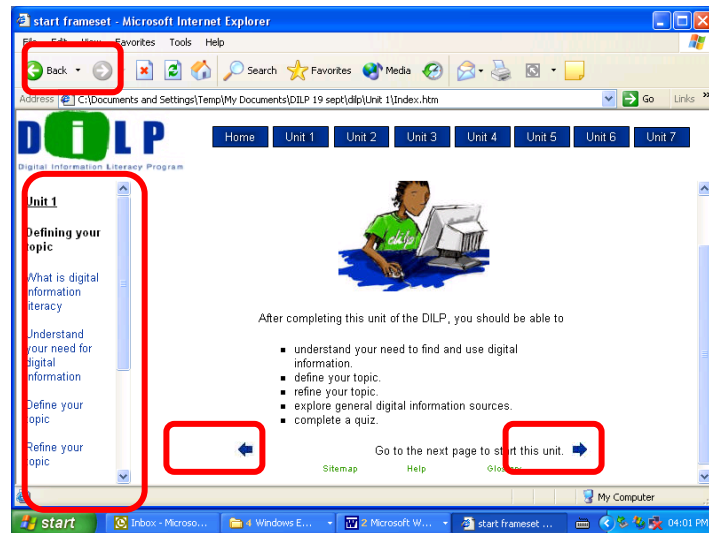 start frameset - Microsoft Internet Explorer
File Edit View Favorites Tools Help
Back Search Favorites Media
Address C:\Documents and Settings\Temp\My Documents\DILP 19 sept\dilp\Unit 1\Index.htm Go Links »
DiLP
Digital Information Literacy Program
Home Unit 1 Unit 2 Unit 3 Unit 4 Unit 5 Unit 6 Unit 7
Unit 1
Defining your
topic
What is digital
information
literacy
Understand
your need for
digital
information
Define your
topic
Refine your
topic
dilp
After completing this unit of the DILP, you should be able to
▪ understand your need to find and use digital
information.
▪ define your topic.
▪ refine your topic.
▪ explore general digital information sources.
▪ complete a quiz.
Go to the next page to start this unit.
Sitemap Help Glossary
My Computer
start Inbox - Microso... 4 Windows E... 2 Microsoft W... start frameset ... 04:01 PM